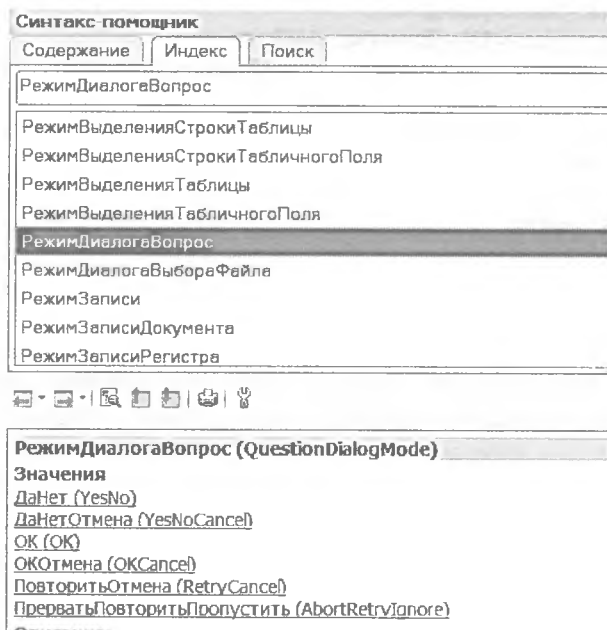 Синтакс-помощник
Содержание Индекс Поиск
РежимДиалогаВопрос
РежимВыделенияСтрокиТаблицы
РежимВыделенияСтрокиТабличногоПоля
РежимВыделенияТаблицы
РежимВыделенияТабличногоПоля
РежимДиалогаВопрос
РежимДиалогаВыбораФайла
РежимЗаписи
РежимЗаписиДокумента
РежимЗаписиРегистра
РежимДиалогаВопрос (QuestionDialogMode)
Значения
ДаНет (YesNo)
ДаНетОтмена (YesNoCancel)
ОК (OK)
ОКОтмена (OKCancel)
ПовторитьОтмена (RetryCancel)
ПрерватьПовторитьПропустить (AbortRetryIgnore)